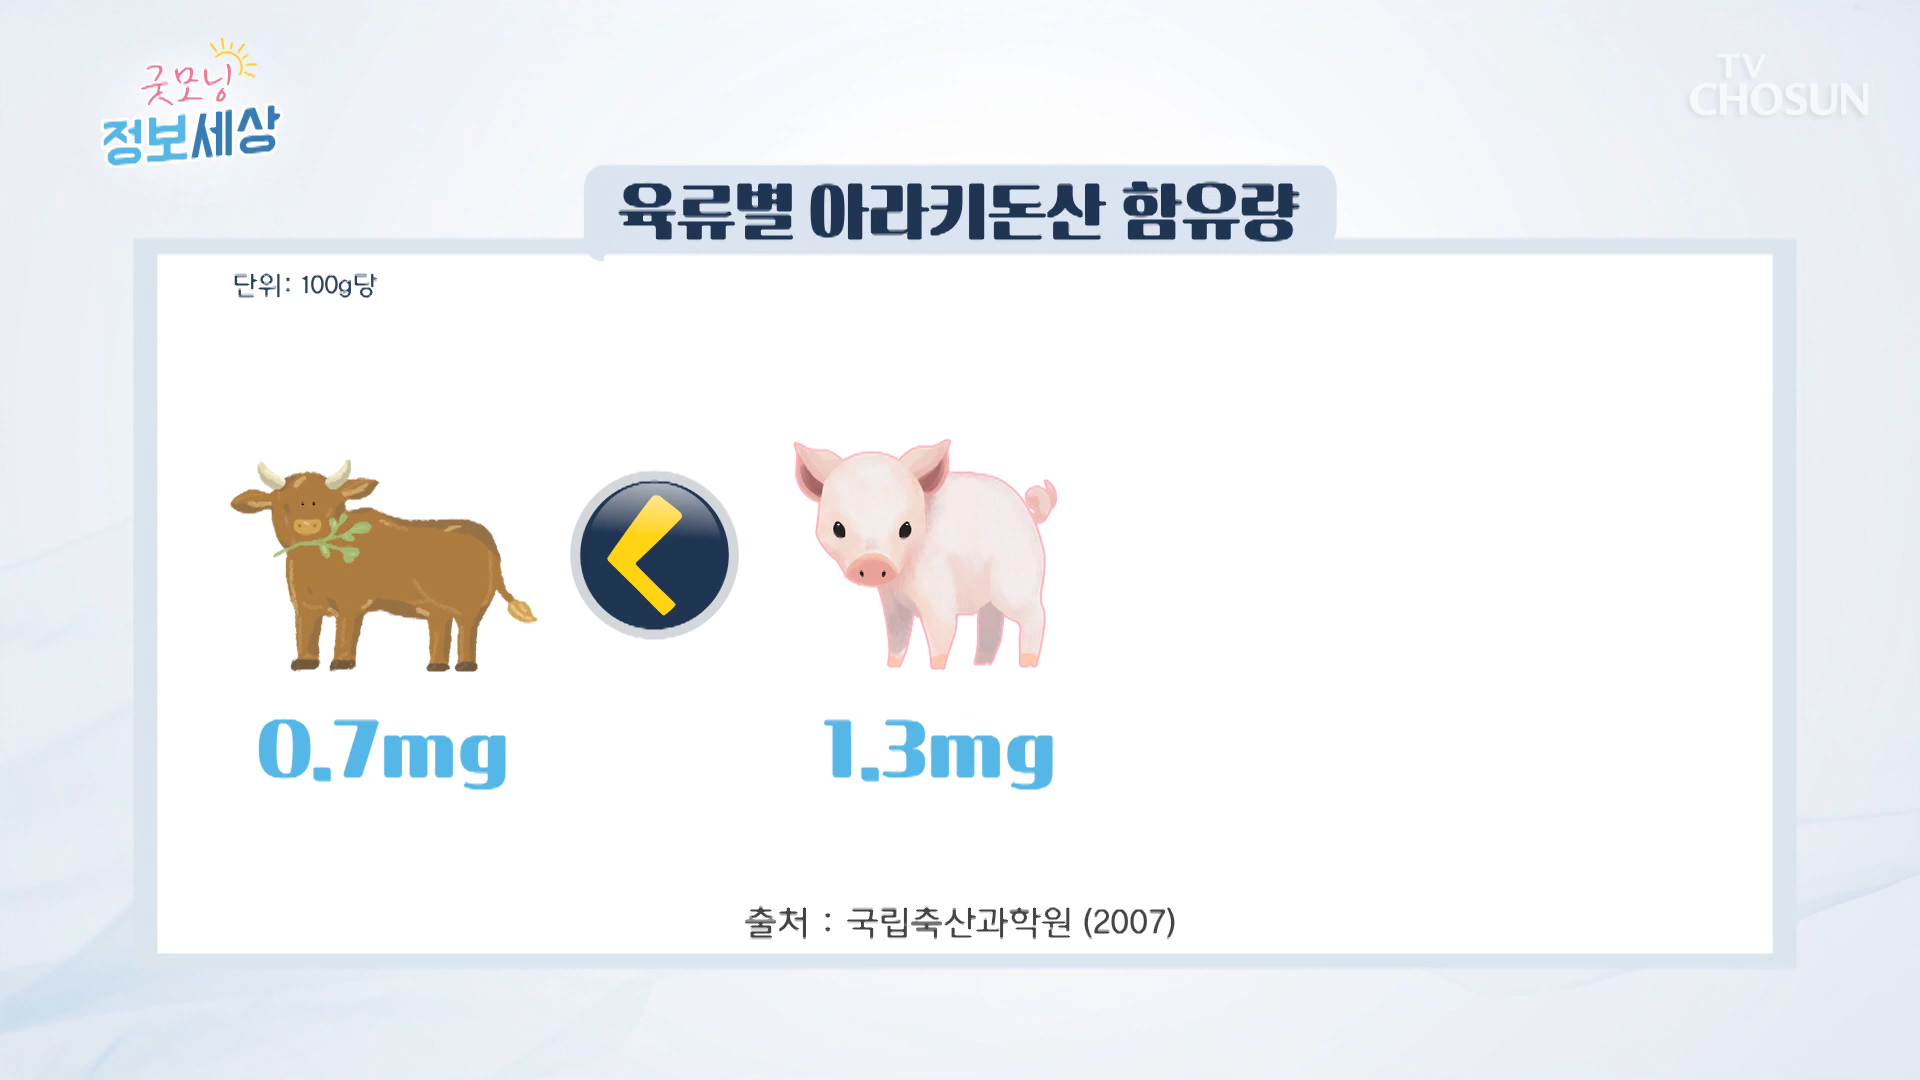 굿모닝
정보세상
TV
CHOSUN
육류별 아라키돈산 함유량
단위: 100g당
0.7mg
1.3mg
출처 : 국립축산과학원 (2007)